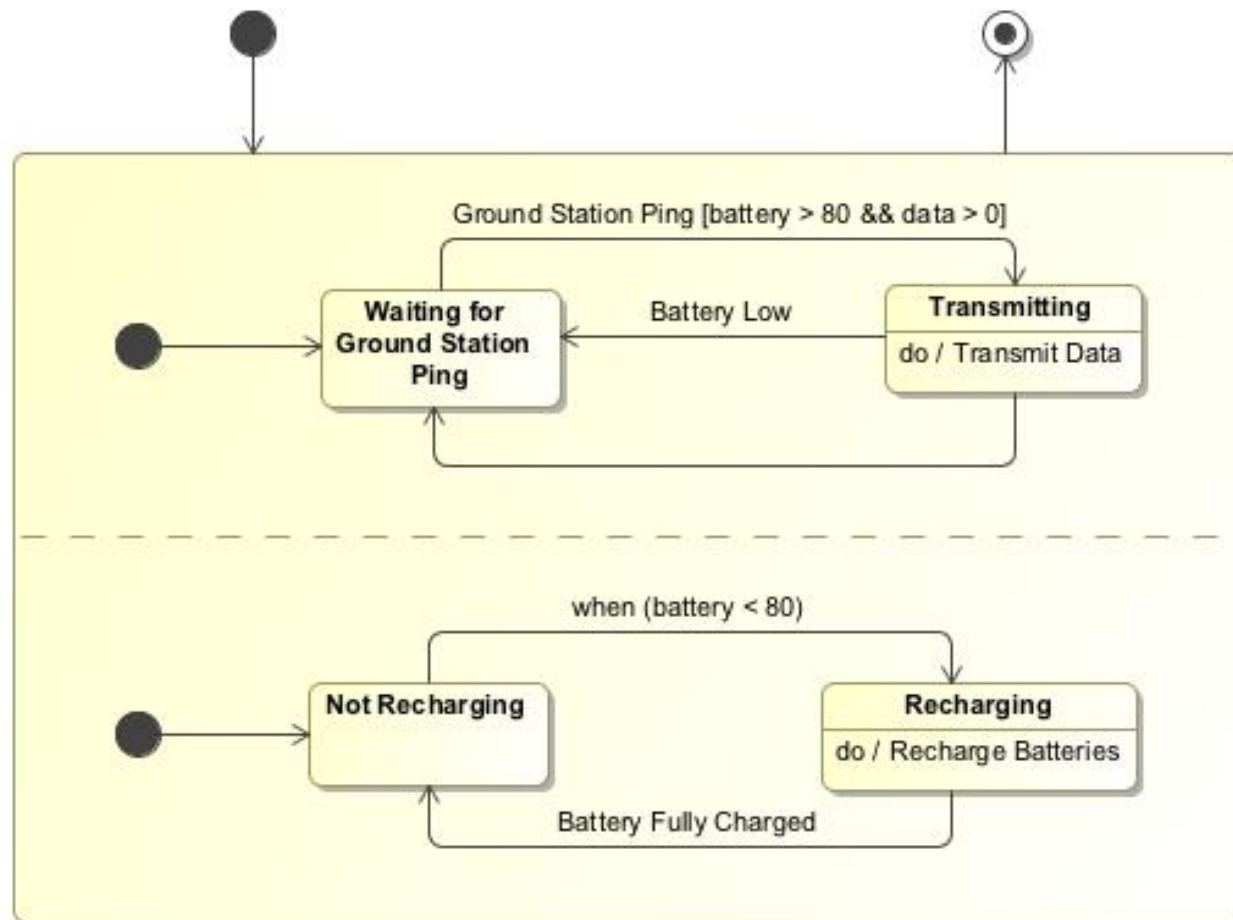 Ground Station Ping [battery > 80 && data > 0]
Waiting for
Ground Station
Ping
Battery Low
Transmitting
do / Transmit Data
when (battery < 80)
Not Recharging
Recharging
do / Recharge Batteries
Battery Fully Charged